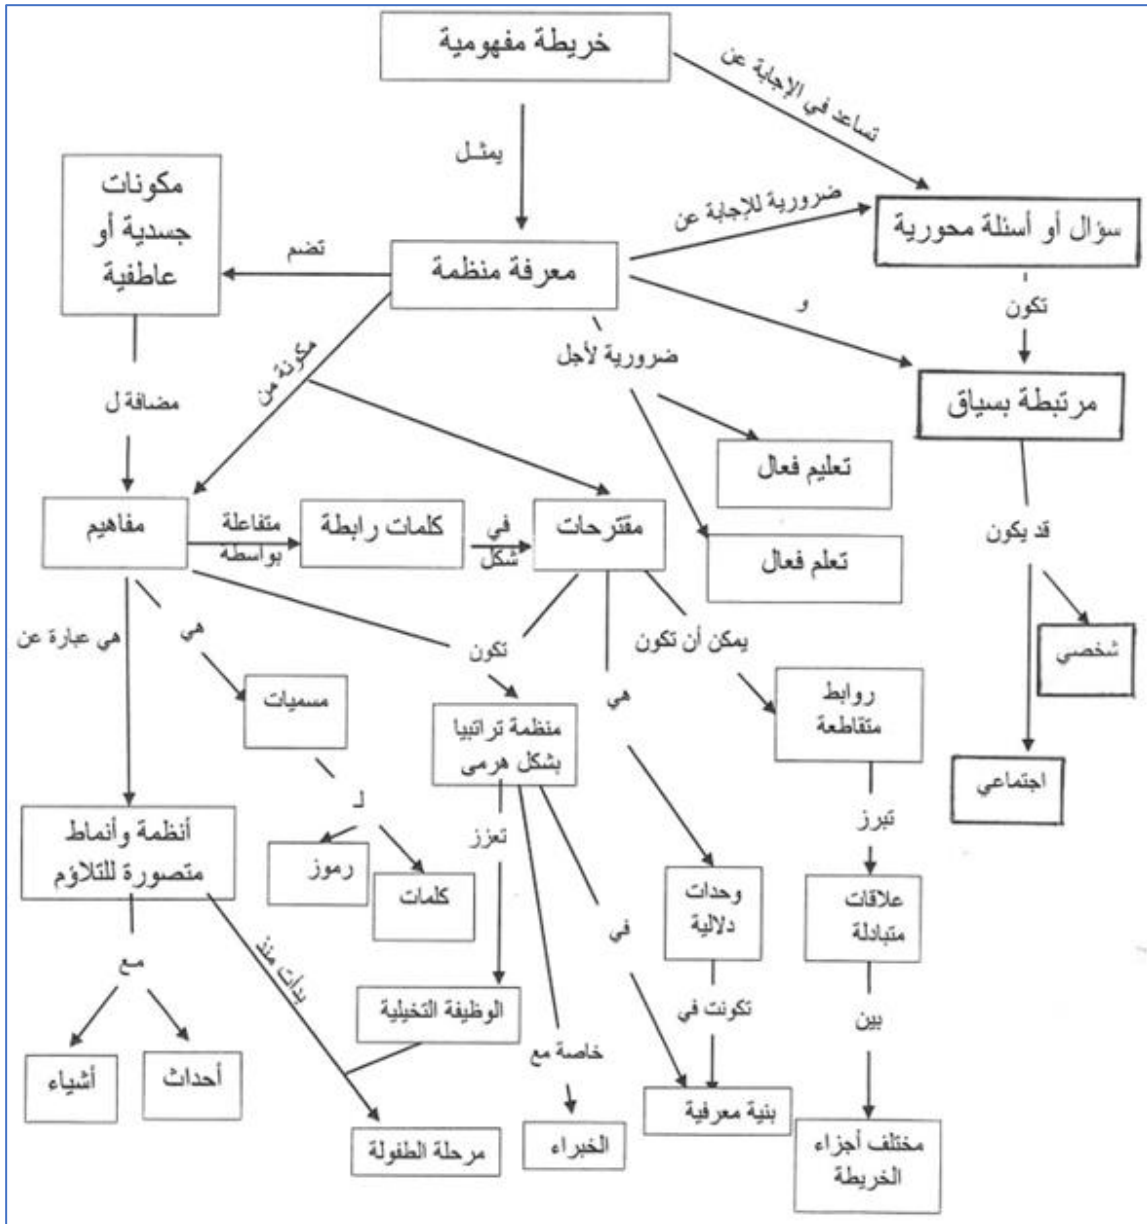 خريطة مفهومية
تساعد في الإجابة عن
يمثل
مكونات
جسدية أو
عاطفية
ضرورية للإجابة عن
سؤال أو أسئلة محورية
تضم
معرفة منظمة
و
تكون
ضرورية لأجل
مكونة من
مضافة ل
مرتبطة بسياق
تعليم فعال
مفاهيم
متفاعلة
بواسطة
كلمات رابطة
في
شكل
مقترحات
تعلم فعال
قد يكون
هي عبارة عن
هي
تكون
هي
يمكن أن تكون
شخصي
مسميات
منظمة تراتبيا
بشكل هرمى
روابط
متقاطعة
اجتماعي
أنظمة وأنماط
متصورة للتلاؤم
لـ
تعزز
تبرز
رموز
كلمات
وحدات
دلالية
علاقات
متبادلة
في
مع
بدأت منذ
الوظيفة التخيلية
تكونت في
بين
خاصة مع
أشياء
أحداث
بنية معرفية
مرحلة الطفولة
الخبراء
مختلف أجزاء
الخريطة